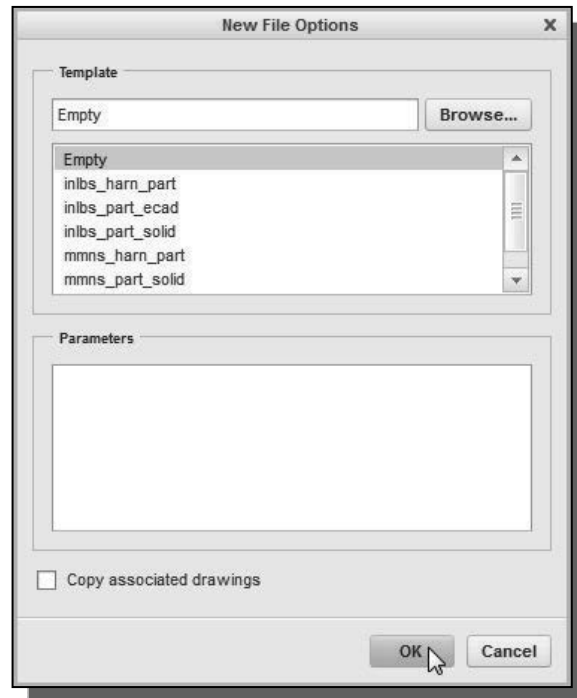 New File Options X
Template
Empty Browse...
Empty
inlbs_harn_part
inlbs_part_ecad
inlbs_part_solid
mmns_harn_part
mmns_part_solid
Parameters
Copy associated drawings
OK Cancel